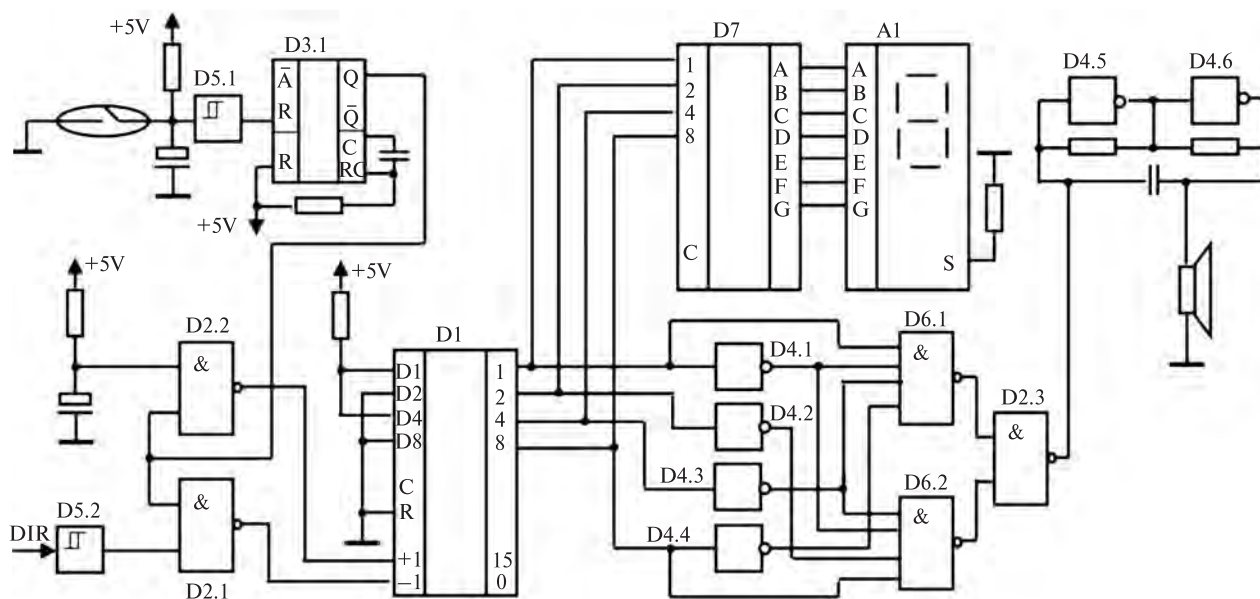 +5V
D5.1
D3.1
A̅
R
R
Q
Q̅
C
RC
+5V
D7
1
2
4
8
C
A
B
C
D
E
F
G
A1
A
B
C
D
E
F
G
S
D4.5
D4.6
+5V
D2.2
&
D2.1
&
D5.2
DIR
+5V
D1
D1
D2
D4
D8
C
R
+1
−1
1
2
4
8
15
0
D4.1
D4.2
D4.3
D4.4
D6.1
&
D6.2
&
D2.3
&